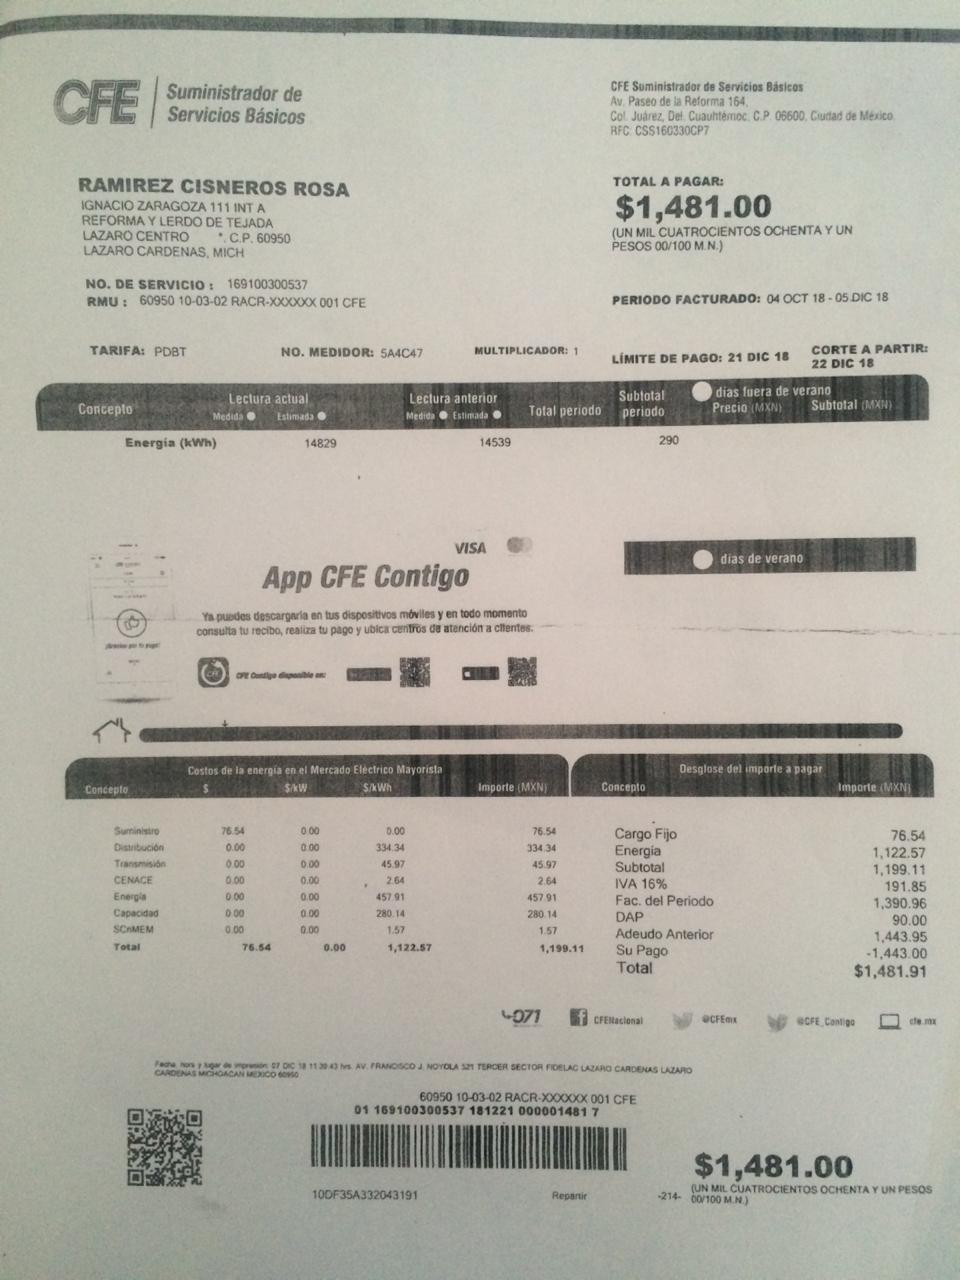 CFE Suministrador de
Servicios Básicos
CFE Suministrador de Servicios Básicos
Av. Paseo de la Reforma 164,
Col. Juárez, Del. Cuauhtémoc, C.P. 06600, Ciudad de México.
RFC: CSS160330CP7
RAMIREZ CISNEROS ROSA
IGNACIO ZARAGOZA 111 INT A
REFORMA Y LERDO DE TEJADA
LAZARO CENTRO *. C.P. 60950
LAZARO CARDENAS, MICH
TOTAL A PAGAR:
$1,481.00
(UN MIL CUATROCIENTOS OCHENTA Y UN
PESOS 00/100 M.N.)
NO. DE SERVICIO : 169100300537
RMU : 60950 10-03-02 RACR-XXXXXX 001 CFE
PERIODO FACTURADO: 04 OCT 18 - 05 DIC 18
TARIFA: PDBT NO. MEDIDOR: 5A4C47 MULTIPLICADOR: 1
LÍMITE DE PAGO: 21 DIC 18
CORTE A PARTIR:
22 DIC 18
Concepto
Lectura actual
Medida Estimada
Lectura anterior
Medida Estimada
Total periodo
Subtotal
periodo
días fuera de verano
Precio (MXN) Subtotal (MXN)
Energía (kWh) 14829 14539 290
VISA
App CFE Contigo
Ya puedes descargarla en tus dispositivos móviles y en todo momento
consulta tu recibo, realiza tu pago y ubica centros de atención a clientes.
¡Gracias por tu pago!
CFE Contigo disponible en:
días de verano
Costos de la energía en el Mercado Eléctrico Mayorista
Concepto $ $/kW $/kWh Importe (MXN)
Suministro 76.54 0.00 0.00 76.54
Distribución 0.00 0.00 334.34 334.34
Transmisión 0.00 0.00 45.97 45.97
CENACE 0.00 0.00 2.64 2.64
Energía 0.00 0.00 457.91 457.91
Capacidad 0.00 0.00 280.14 280.14
SCnMEM 0.00 0.00 1.57 1.57
Total 76.54 0.00 1,122.57 1,199.11
Desglose del importe a pagar
Concepto Importe (MXN)
Cargo Fijo 76.54
Energia 1,122.57
Subtotal 1,199.11
IVA 16% 191.85
Fac. del Periodo 1,390.96
DAP 90.00
Adeudo Anterior 1,443.95
Su Pago -1,443.00
Total $1,481.91
071 CFENacional @CFEmx @CFE_Contigo cfe.mx
Fecha, hora y lugar de impresión: 07 DIC 18 11:39:43 hrs. AV. FRANCISCO J. NOYOLA 521 TERCER SECTOR FIDELAC LAZARO CARDENAS LAZARO
CARDENAS MICHOACAN MEXICO 60950
60950 10-03-02 RACR-XXXXXX 001 CFE
01 169100300537 181221 000001481 7
10DF35A332043191 Repartir -214-
$1,481.00
(UN MIL CUATROCIENTOS OCHENTA Y UN PESOS
00/100 M.N.)